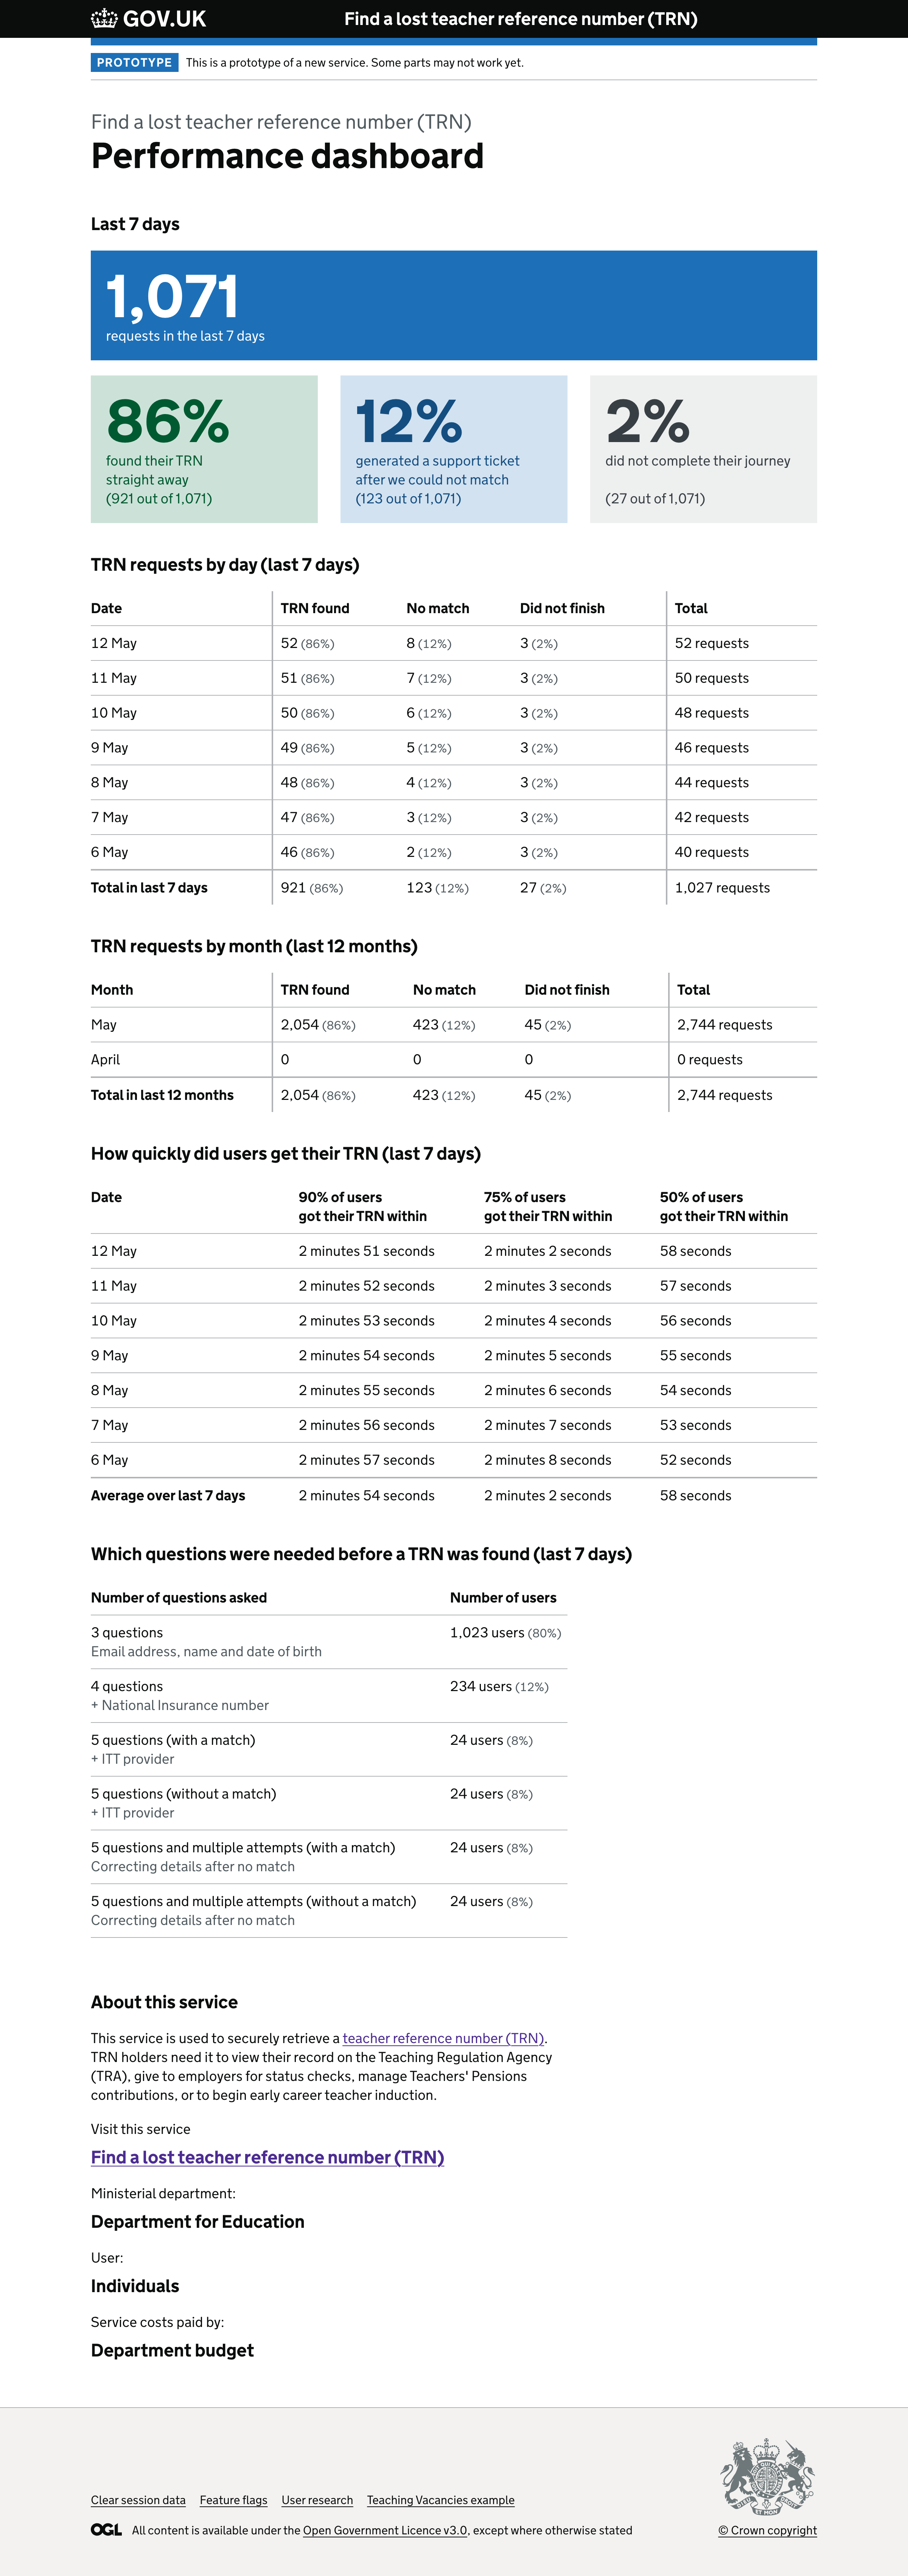 GOV.UK
Find a lost teacher reference number (TRN)
PROTOTYPE This is a prototype of a new service. Some parts may not work yet.
Find a lost teacher reference number (TRN)
Performance dashboard
Last 7 days
1,071
requests in the last 7 days
86%
found their TRN
straight away
(921 out of 1,071)
12%
generated a support ticket
after we could not match
(123 out of 1,071)
2%
did not complete their journey
(27 out of 1,071)
TRN requests by day (last 7 days)
Date TRN found No match Did not finish Total
12 May 52 (86%) 8 (12%) 3 (2%) 52 requests
11 May 51 (86%) 7 (12%) 3 (2%) 50 requests
10 May 50 (86%) 6 (12%) 3 (2%) 48 requests
9 May 49 (86%) 5 (12%) 3 (2%) 46 requests
8 May 48 (86%) 4 (12%) 3 (2%) 44 requests
7 May 47 (86%) 3 (12%) 3 (2%) 42 requests
6 May 46 (86%) 2 (12%) 3 (2%) 40 requests
Total in last 7 days 921 (86%) 123 (12%) 27 (2%) 1,027 requests
TRN requests by month (last 12 months)
Month TRN found No match Did not finish Total
May 2,054 (86%) 423 (12%) 45 (2%) 2,744 requests
April 0 0 0 0 requests
Total in last 12 months 2,054 (86%) 423 (12%) 45 (2%) 2,744 requests
How quickly did users get their TRN (last 7 days)
Date 90% of users 75% of users 50% of users
got their TRN within got their TRN within got their TRN within
12 May 2 minutes 51 seconds 2 minutes 2 seconds 58 seconds
11 May 2 minutes 52 seconds 2 minutes 3 seconds 57 seconds
10 May 2 minutes 53 seconds 2 minutes 4 seconds 56 seconds
9 May 2 minutes 54 seconds 2 minutes 5 seconds 55 seconds
8 May 2 minutes 55 seconds 2 minutes 6 seconds 54 seconds
7 May 2 minutes 56 seconds 2 minutes 7 seconds 53 seconds
6 May 2 minutes 57 seconds 2 minutes 8 seconds 52 seconds
Average over last 7 days 2 minutes 54 seconds 2 minutes 2 seconds 58 seconds
Which questions were needed before a TRN was found (last 7 days)
Number of questions asked Number of users
3 questions 1,023 users (80%)
Email address, name and date of birth
4 questions 234 users (12%)
+ National Insurance number
5 questions (with a match) 24 users (8%)
+ ITT provider
5 questions (without a match) 24 users (8%)
+ ITT provider
5 questions and multiple attempts (with a match) 24 users (8%)
Correcting details after no match
5 questions and multiple attempts (without a match) 24 users (8%)
Correcting details after no match
About this service
This service is used to securely retrieve a teacher reference number (TRN).
TRN holders need it to view their record on the Teaching Regulation Agency
(TRA), give to employers for status checks, manage Teachers' Pensions
contributions, or to begin early career teacher induction.
Visit this service
Find a lost teacher reference number (TRN)
Ministerial department:
Department for Education
User:
Individuals
Service costs paid by:
Department budget
Clear session data Feature flags User research Teaching Vacancies example
OGL All content is available under the Open Government Licence v3.0, except where otherwise stated
© Crown copyright